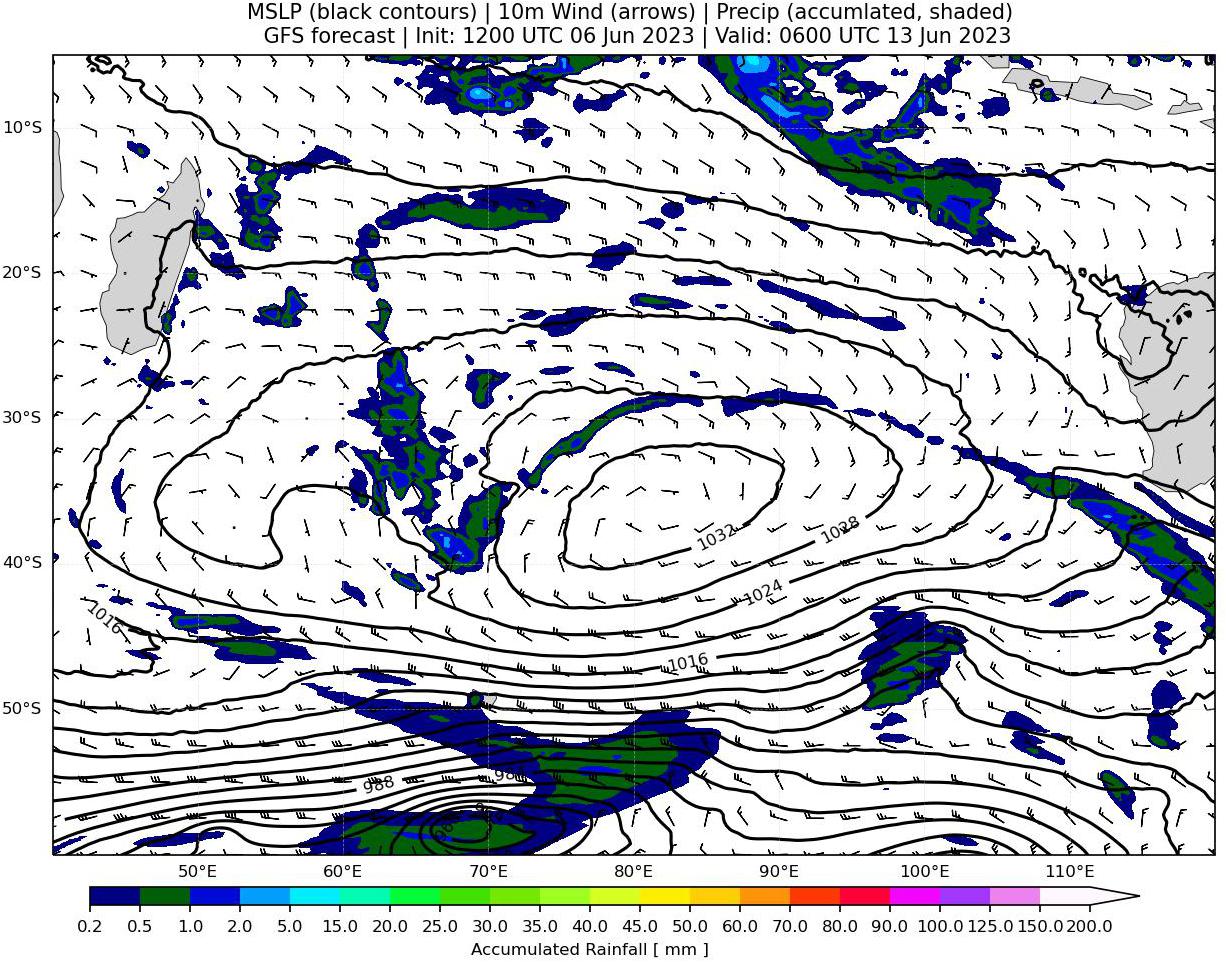 MSLP (black contours) | 10m Wind (arrows) | Precip (accumlated, shaded)
GFS forecast | Init: 1200 UTC 06 Jun 2023 | Valid: 0600 UTC 13 Jun 2023
10°S
20°S
30°S
1032
1028
40°S
1024
1016
1016
50°S
988
50°E
60°E
70°E
80°E
90°E
100°E
110°E
0.2 0.5 1.0 2.0 5.0 10.0 15.0 20.0 25.0 30.0 35.0 40.0 45.0 50.0 60.0 70.0 80.0 90.0 100.0 125.0 150.0 200.0
Accumulated Rainfall [ mm ]